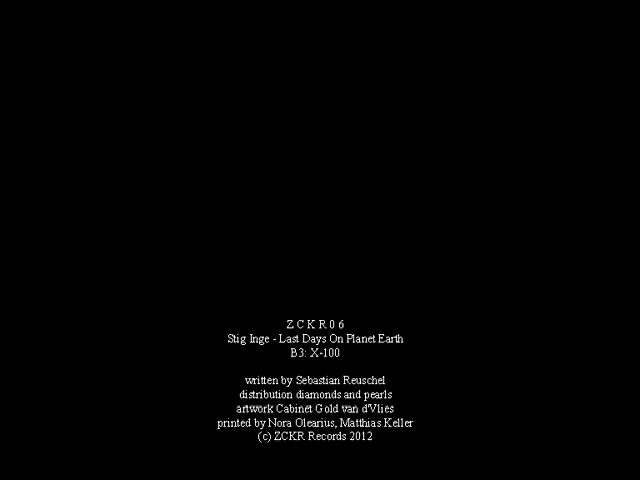 Z C K R 0 6
Stig Inge - Last Days On Planet Earth
B3: X-100
written by Sebastian Reuschel
distribution diamonds and pearls
artwork Cabinet Gold van d'Vlies
printed by Nora Olearius, Matthias Keller
(c) ZCKR Records 2012